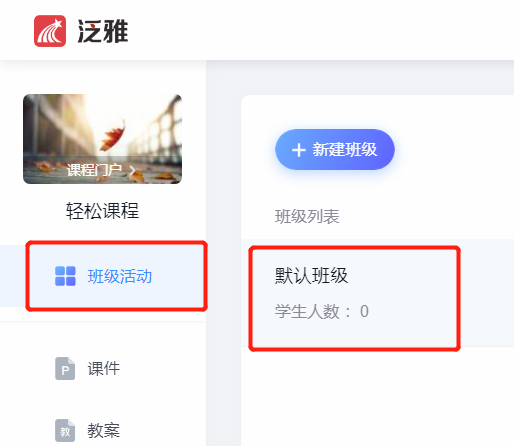 泛雅
课程门户 >
轻松课程
班级活动
P 课件
教 教案
+ 新建班级
班级列表
默认班级
学生人数： 0